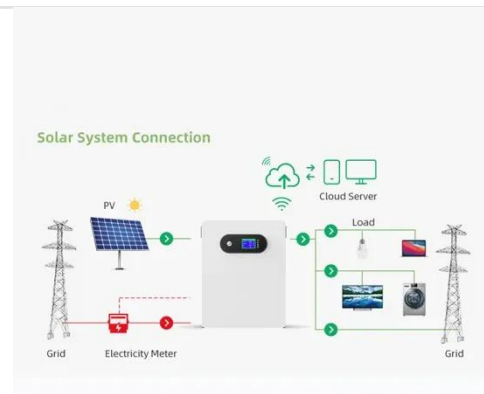 Solar System Connection
Cloud Server
PV
Load
Grid
Electricity Meter
Grid